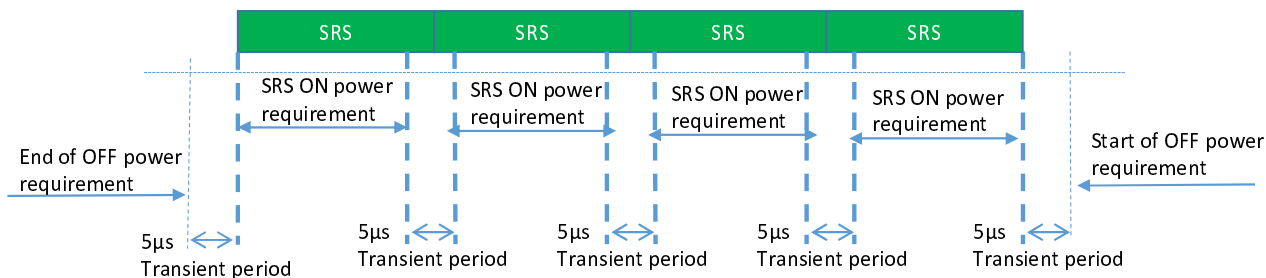 SRS SRS SRS SRS
SRS ON power
requirement
SRS ON power
requirement
SRS ON power
requirement
SRS ON power
requirement
End of OFF power
requirement
Start of OFF power
requirement
5µs
Transient period
5µs
Transient period
5µs
Transient period
5µs
Transient period
5µs
Transient period